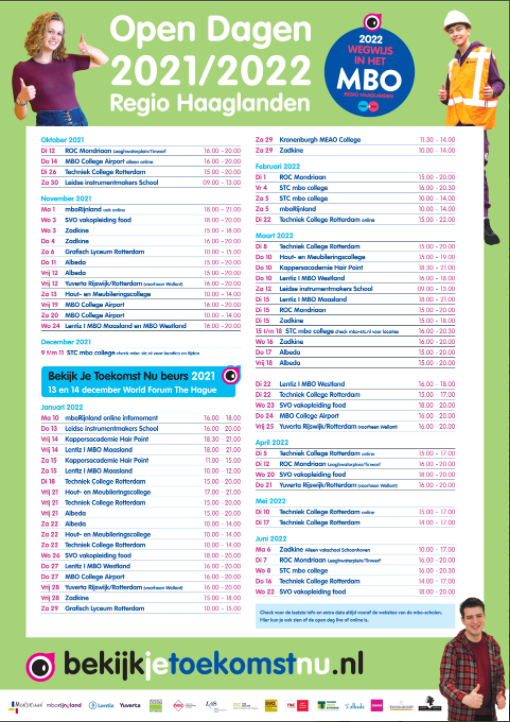 Open Dagen
2021/2022
Regio Haaglanden
2022
WEGWIJS
IN HET
MBO
REGIO HAAGLANDEN
Oktober 2021
Di 12 ROC Mondriaan Leeghwaterplein/Tinwerf 16.00 - 20.00
Do 14 MBO College Airport alleen online 16.00 - 20.00
Di 26 Techniek College Rotterdam 15.00 - 20.00
Za 30 Leidse instrumentmakers School 09.00 - 13.00
November 2021
Ma 1 mboRijnland ook online 18.00 - 21.00
Wo 3 SVO vakopleiding food 18.00 - 20.00
Wo 3 Zadkine 15.00 - 18.00
Do 4 Zadkine 16.00 - 20.00
Za 6 Grafisch Lyceum Rotterdam 10.00 - 15.00
Do 11 Albeda 15.00 - 20.00
Vrij 12 Albeda 15.00 - 20.00
Vrij 12 Yuverta Rijswijk/Rotterdam (voorheen Wellant) 16.00 - 20.00
Za 13 Hout- en Meubileringscollege 10.00 - 14.00
Vrij 19 MBO College Airport 16.00 - 20.00
Za 20 MBO College Airport 10.00 - 14.00
Wo 24 Lentiz I MBO Maasland en MBO Westland 16.00 - 20.00
December 2021
9 t/m 11 STC mbo college check mbo-stc.nl voor locaties en tijden
Bekijk Je Toekomst Nu beurs 2021
13 en 14 december World Forum The Hague
Januari 2022
Ma 10 mboRijnland online infomoment 16.00 - 18.00
Do 13 Leidse instrumentmakers School 16.00 - 20.00
Vrij 14 Kappersacademie Hair Point 18.30 - 21.00
Vrij 14 Lentiz I MBO Maasland 18.00 - 21.00
Za 15 Kappersacademie Hair Point 11.00 - 15.00
Za 15 Lentiz I MBO Maasland 10.00 - 12.00
Di 18 Techniek College Rotterdam 15.00 - 20.00
Vrij 21 Hout- en Meubileringscollege 17.00 - 21.00
Vrij 21 Techniek College Rotterdam 15.00 - 20.00
Vrij 21 Albeda 15.00 - 20.00
Za 22 Albeda 10.00 - 14.00
Za 22 Hout- en Meubileringscollege 10.00 - 14.00
Za 22 Techniek College Rotterdam 10.00 - 14.00
Wo 26 SVO vakopleiding food 18.00 - 20.00
Do 27 Lentiz I MBO Westland 16.00 - 20.00
Do 27 MBO College Airport 16.00 - 20.00
Vrij 28 Yuverta Rijswijk/Rotterdam (voorheen Wellant) 16.00 - 20.00
Vrij 28 Zadkine 15.00 - 18.00
Za 29 Grafisch Lyceum Rotterdam 10.00 - 15.00
Za 29 Kronenburgh MEAO College 11.30 - 14.00
Za 29 Zadkine 10.00 - 14.00
Februari 2022
Di 1 ROC Mondriaan 15.00 - 20.00
Vr 4 STC mbo college 16.00 - 20.30
Za 5 STC mbo college 10.00 - 14.00
Za 5 mboRijnland 10.00 - 14.00
Di 22 Techniek College Rotterdam online 15.00 - 22.00
Maart 2022
Di 8 Techniek College Rotterdam 15.00 - 20.00
Do 10 Hout- en Meubileringscollege 15.00 - 19.00
Do 10 Kappersacademie Hair Point 18.30 - 21.00
Do 10 Lentiz I MBO Westland 16.00 - 18.00
Za 12 Leidse instrumentmakers School 09.00 - 13.00
Di 15 Lentiz I MBO Maasland 18.00 - 21.00
Di 15 ROC Mondriaan 15.00 - 20.00
Di 15 Zadkine 15.00 - 18.00
15 t/m 18 STC mbo college check mbo-stc.nl voor locaties 16.00 - 20.30
Wo 16 Zadkine 16.00 - 20.00
Do 17 Albeda 15.00 - 20.00
Vrij 18 Albeda 15.00 - 20.00
Di 22 Lentiz I MBO Westland 16.00 - 18.00
Di 22 Techniek College Rotterdam 15.00 - 17.00
Wo 23 SVO vakopleiding food 18.00 - 20.00
Do 24 MBO College Airport 16.00 - 20.00
Vrij 25 Yuverta Rijswijk/Rotterdam (voorheen Wellant) 16.00 - 20.00
April 2022
Di 5 Techniek College Rotterdam online 15.00 - 17.00
Di 12 ROC Mondriaan Leeghwaterplein/Tinwerf 16.00 - 20.00
Wo 20 SVO vakopleiding food 18.00 - 20.00
Do 21 Yuverta Rijswijk/Rotterdam (voorheen Wellant) 16.00 - 20.00
Mei 2022
Di 10 Techniek College Rotterdam online 15.00 - 17.00
Di 17 Techniek College Rotterdam 14.00 - 17.00
Juni 2022
Ma 6 Zadkine Alleen vakschool Schoonhoven 10.00 - 17.00
Di 7 ROC Mondriaan Leeghwaterplein/Tinwerf 16.00 - 20.00
Wo 8 STC mbo college 16.00 - 20.30
Do 16 Techniek College Rotterdam 14.00 - 17.00
Wo 22 SVO vakopleiding food 18.00 - 20.00
Check voor de laatste info en extra data altijd vooraf de websites van de mbo-scholen.
Hier kun je ook zien of de open dag live of online is.
bekijkjetoekomstnu.nl
Mondriaan mborijnland Lentiz Yuverta
albeda